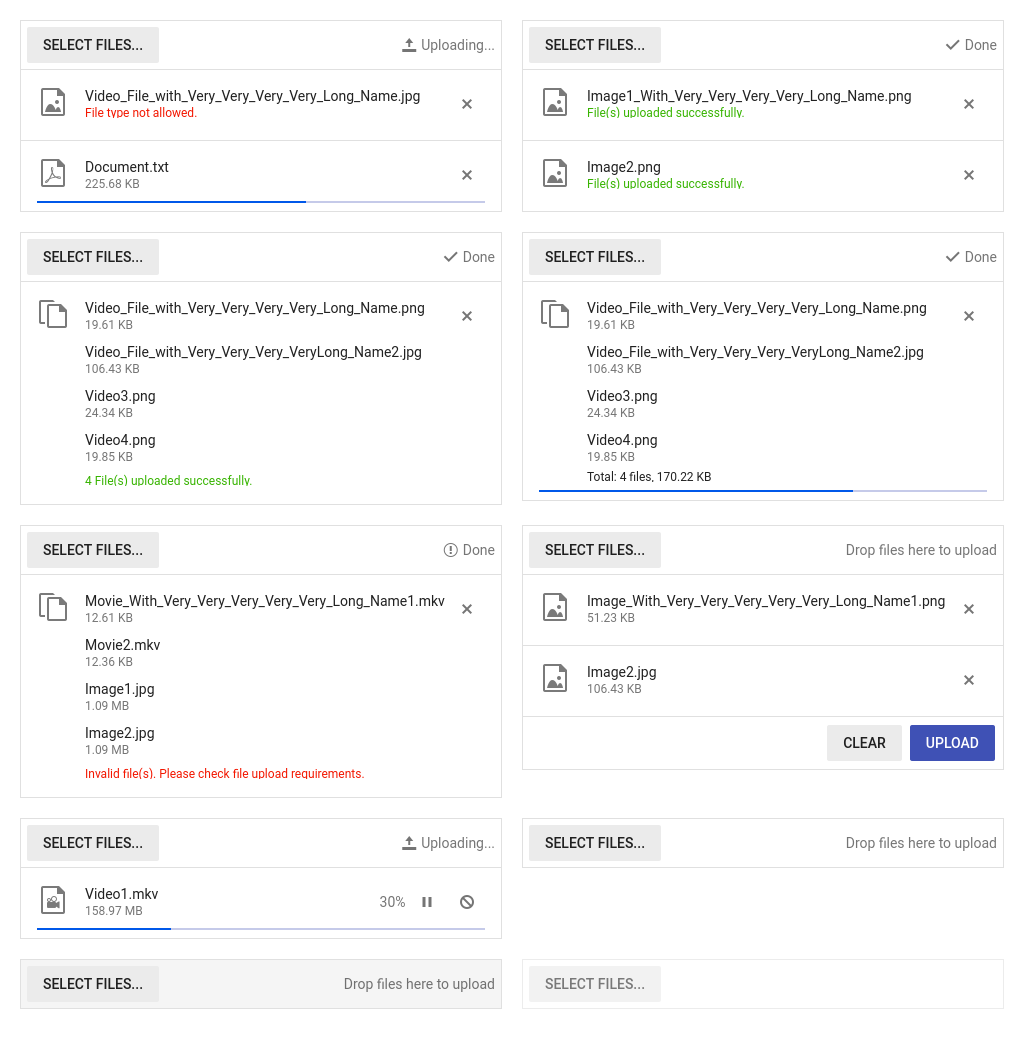 SELECT FILES...
Uploading...
Video_File_with_Very_Very_Very_Very_Long_Name.jpg
File type not allowed.
Document.txt
225.68 KB
SELECT FILES...
Done
Image1_With_Very_Very_Very_Very_Long_Name.png
File(s) uploaded successfully.
Image2.png
File(s) uploaded successfully.
SELECT FILES...
Done
Video_File_with_Very_Very_Very_Very_Long_Name.png
19.61 KB
Video_File_with_Very_Very_Very_VeryLong_Name2.jpg
106.43 KB
Video3.png
24.34 KB
Video4.png
19.85 KB
4 File(s) uploaded successfully.
SELECT FILES...
Done
Video_File_with_Very_Very_Very_Very_Long_Name.png
19.61 KB
Video_File_with_Very_Very_Very_VeryLong_Name2.jpg
106.43 KB
Video3.png
24.34 KB
Video4.png
19.85 KB
Total: 4 files, 170.22 KB
SELECT FILES...
Done
Movie_With_Very_Very_Very_Very_Very_Long_Name1.mkv
12.61 KB
Movie2.mkv
12.36 KB
Image1.jpg
1.09 MB
Image2.jpg
1.09 MB
Invalid file(s). Please check file upload requirements.
SELECT FILES...
Drop files here to upload
Image_With_Very_Very_Very_Very_Very_Long_Name1.png
51.23 KB
Image2.jpg
106.43 KB
CLEAR
UPLOAD
SELECT FILES...
Uploading...
Video1.mkv
158.97 MB
30%
SELECT FILES...
Drop files here to upload
SELECT FILES...
Drop files here to upload
SELECT FILES...